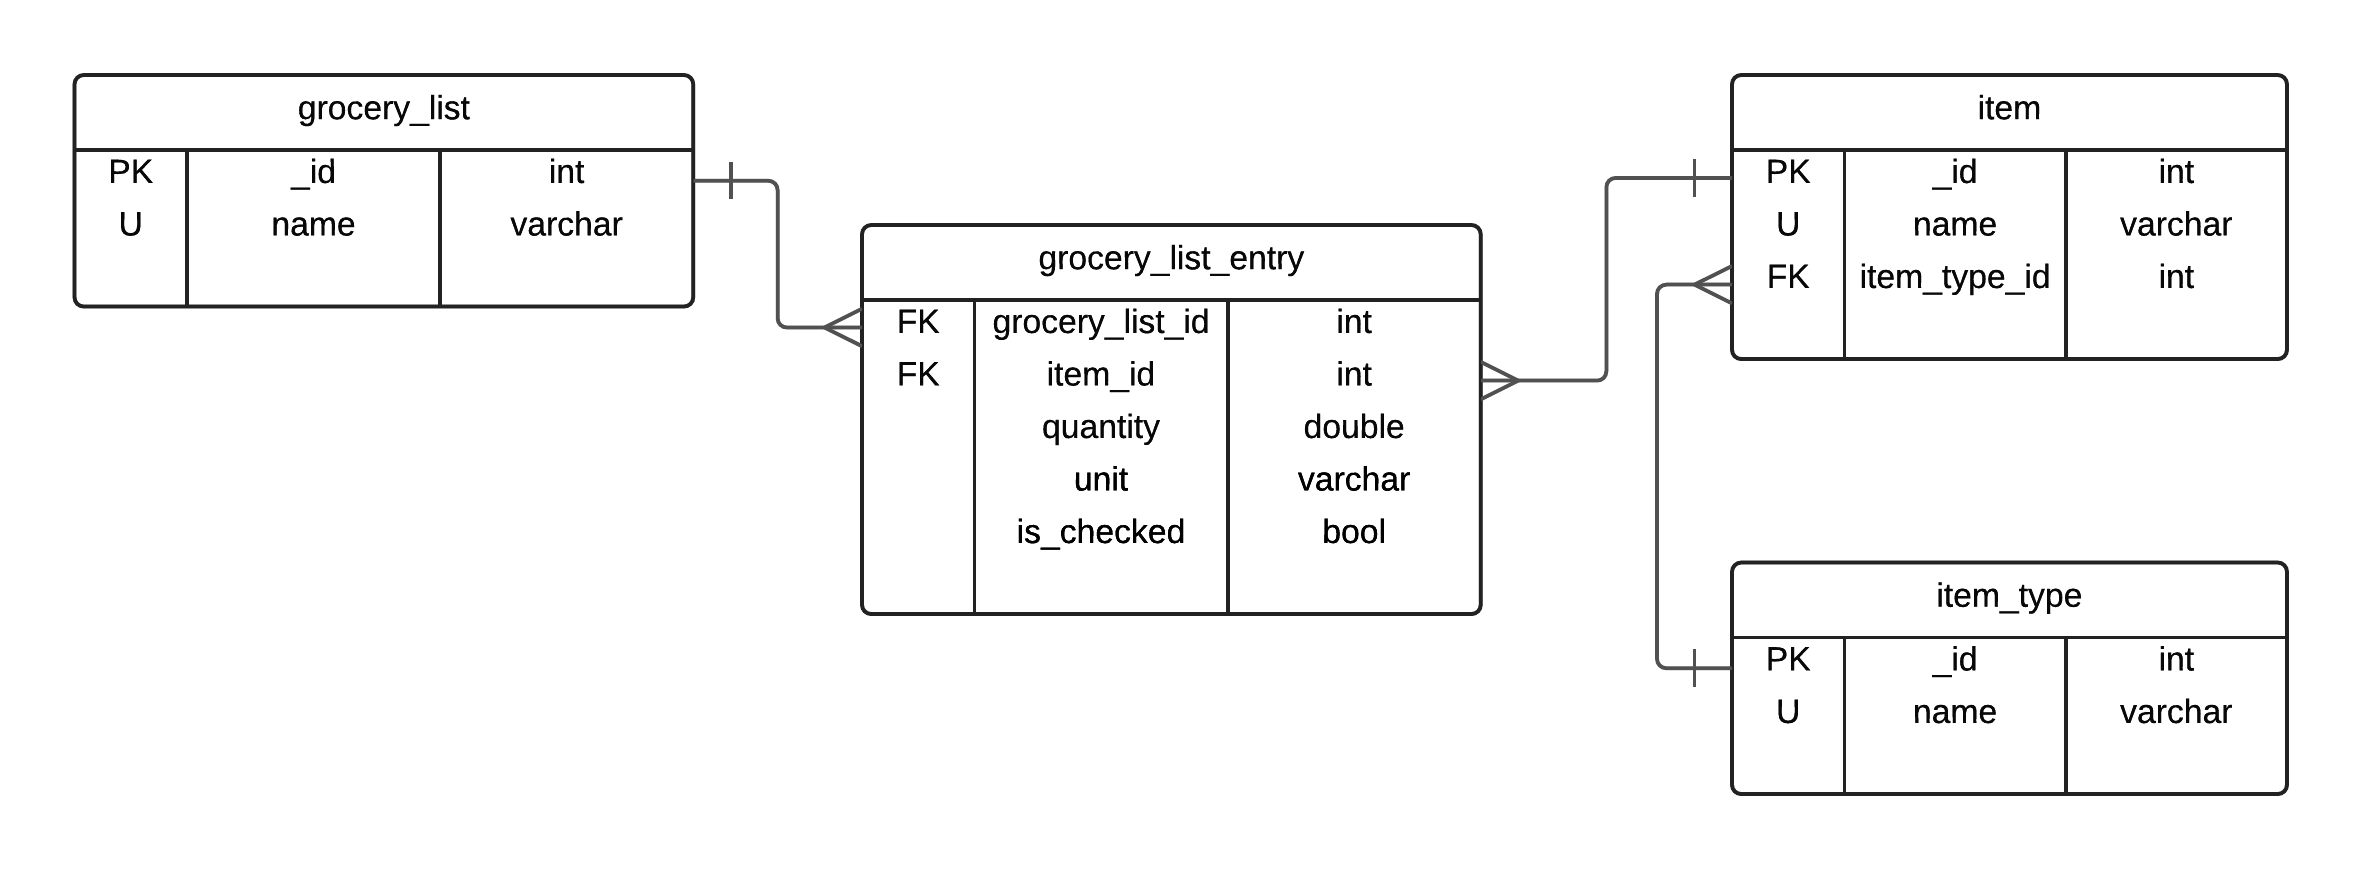 grocery_list
PK _id int
U name varchar
grocery_list_entry
FK grocery_list_id int
FK item_id int
quantity double
unit varchar
is_checked bool
item
PK _id int
U name varchar
FK item_type_id int
item_type
PK _id int
U name varchar